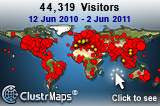 44,319 Visitors
12 Jun 2010 - 2 Jun 2011
ClustrMaps®
Click to see